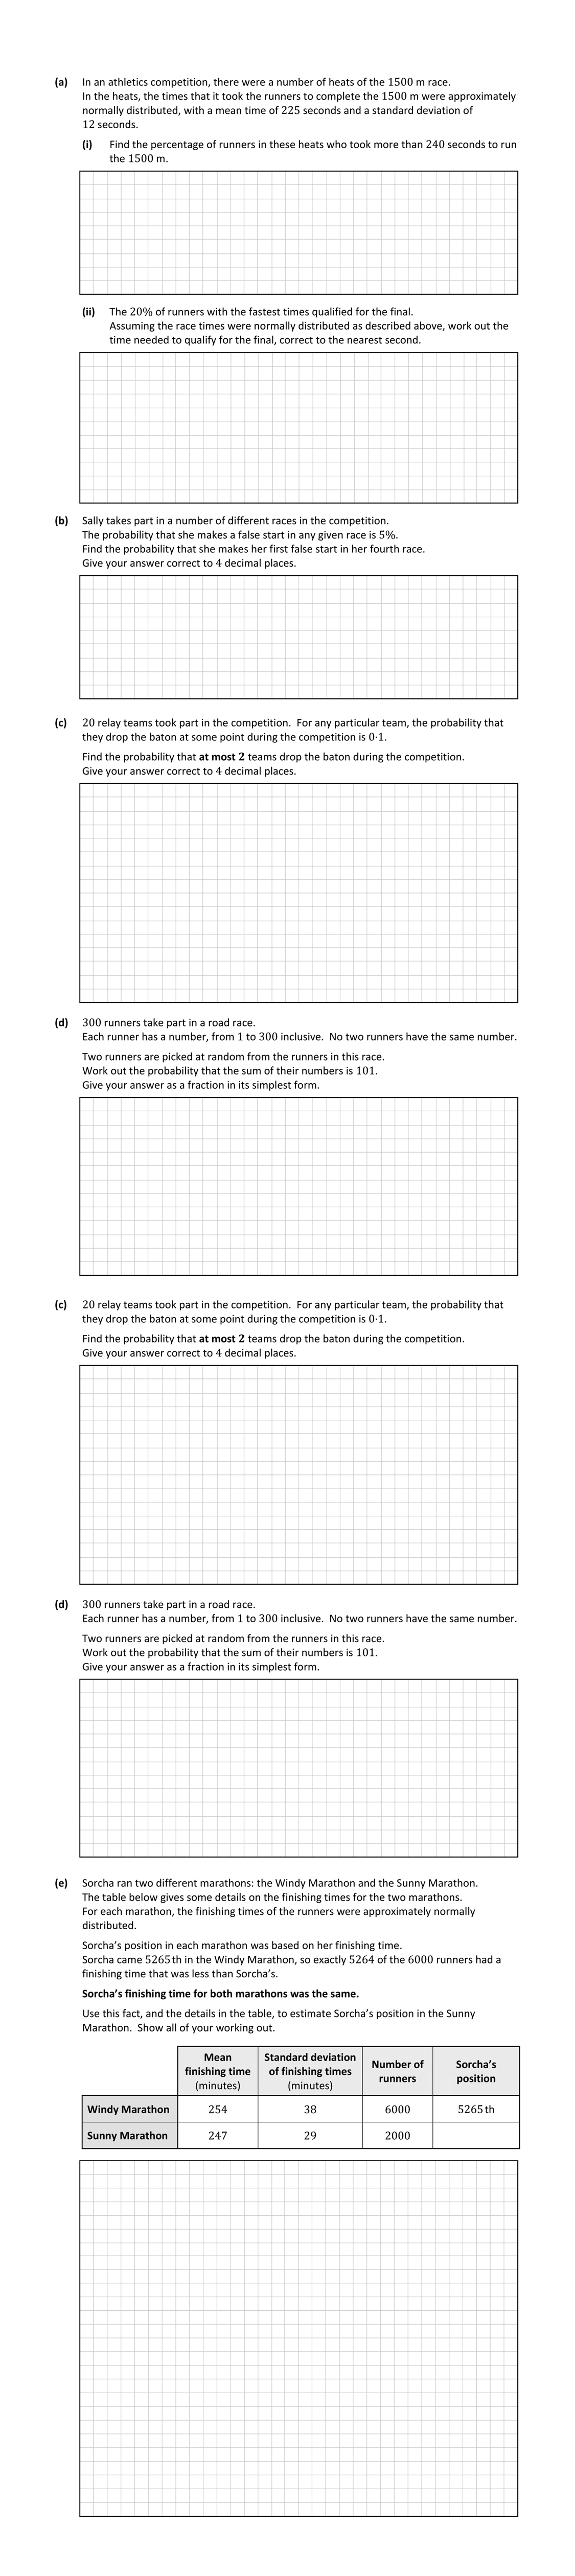 (a) In an athletics competition, there were a number of heats of the 1500 m race.
In the heats, the times that it took the runners to complete the 1500 m were approximately
normally distributed, with a mean time of 225 seconds and a standard deviation of
12 seconds.
(i) Find the percentage of runners in these heats who took more than 240 seconds to run
the 1500 m.
(ii) The 20% of runners with the fastest times qualified for the final.
Assuming the race times were normally distributed as described above, work out the
time needed to qualify for the final, correct to the nearest second.
(b) Sally takes part in a number of different races in the competition.
The probability that she makes a false start in any given race is 5%.
Find the probability that she makes her first false start in her fourth race.
Give your answer correct to 4 decimal places.
(c) 20 relay teams took part in the competition. For any particular team, the probability that
they drop the baton at some point during the competition is 0·1.
Find the probability that at most 2 teams drop the baton during the competition.
Give your answer correct to 4 decimal places.
(d) 300 runners take part in a road race.
Each runner has a number, from 1 to 300 inclusive. No two runners have the same number.
Two runners are picked at random from the runners in this race.
Work out the probability that the sum of their numbers is 101.
Give your answer as a fraction in its simplest form.
(c) 20 relay teams took part in the competition. For any particular team, the probability that
they drop the baton at some point during the competition is 0·1.
Find the probability that at most 2 teams drop the baton during the competition.
Give your answer correct to 4 decimal places.
(d) 300 runners take part in a road race.
Each runner has a number, from 1 to 300 inclusive. No two runners have the same number.
Two runners are picked at random from the runners in this race.
Work out the probability that the sum of their numbers is 101.
Give your answer as a fraction in its simplest form.
(e) Sorcha ran two different marathons: the Windy Marathon and the Sunny Marathon.
The table below gives some details on the finishing times for the two marathons.
For each marathon, the finishing times of the runners were approximately normally
distributed.
Sorcha's position in each marathon was based on her finishing time.
Sorcha came 5265th in the Windy Marathon, so exactly 5264 of the 6000 runners had a
finishing time that was less than Sorcha's.
Sorcha's finishing time for both marathons was the same.
Use this fact, and the details in the table, to estimate Sorcha's position in the Sunny
Marathon. Show all of your working out.
Mean finishing time (minutes) Standard deviation of finishing times (minutes) Number of runners Sorcha's position
Windy Marathon 254 38 6000 5265th
Sunny Marathon 247 29 2000